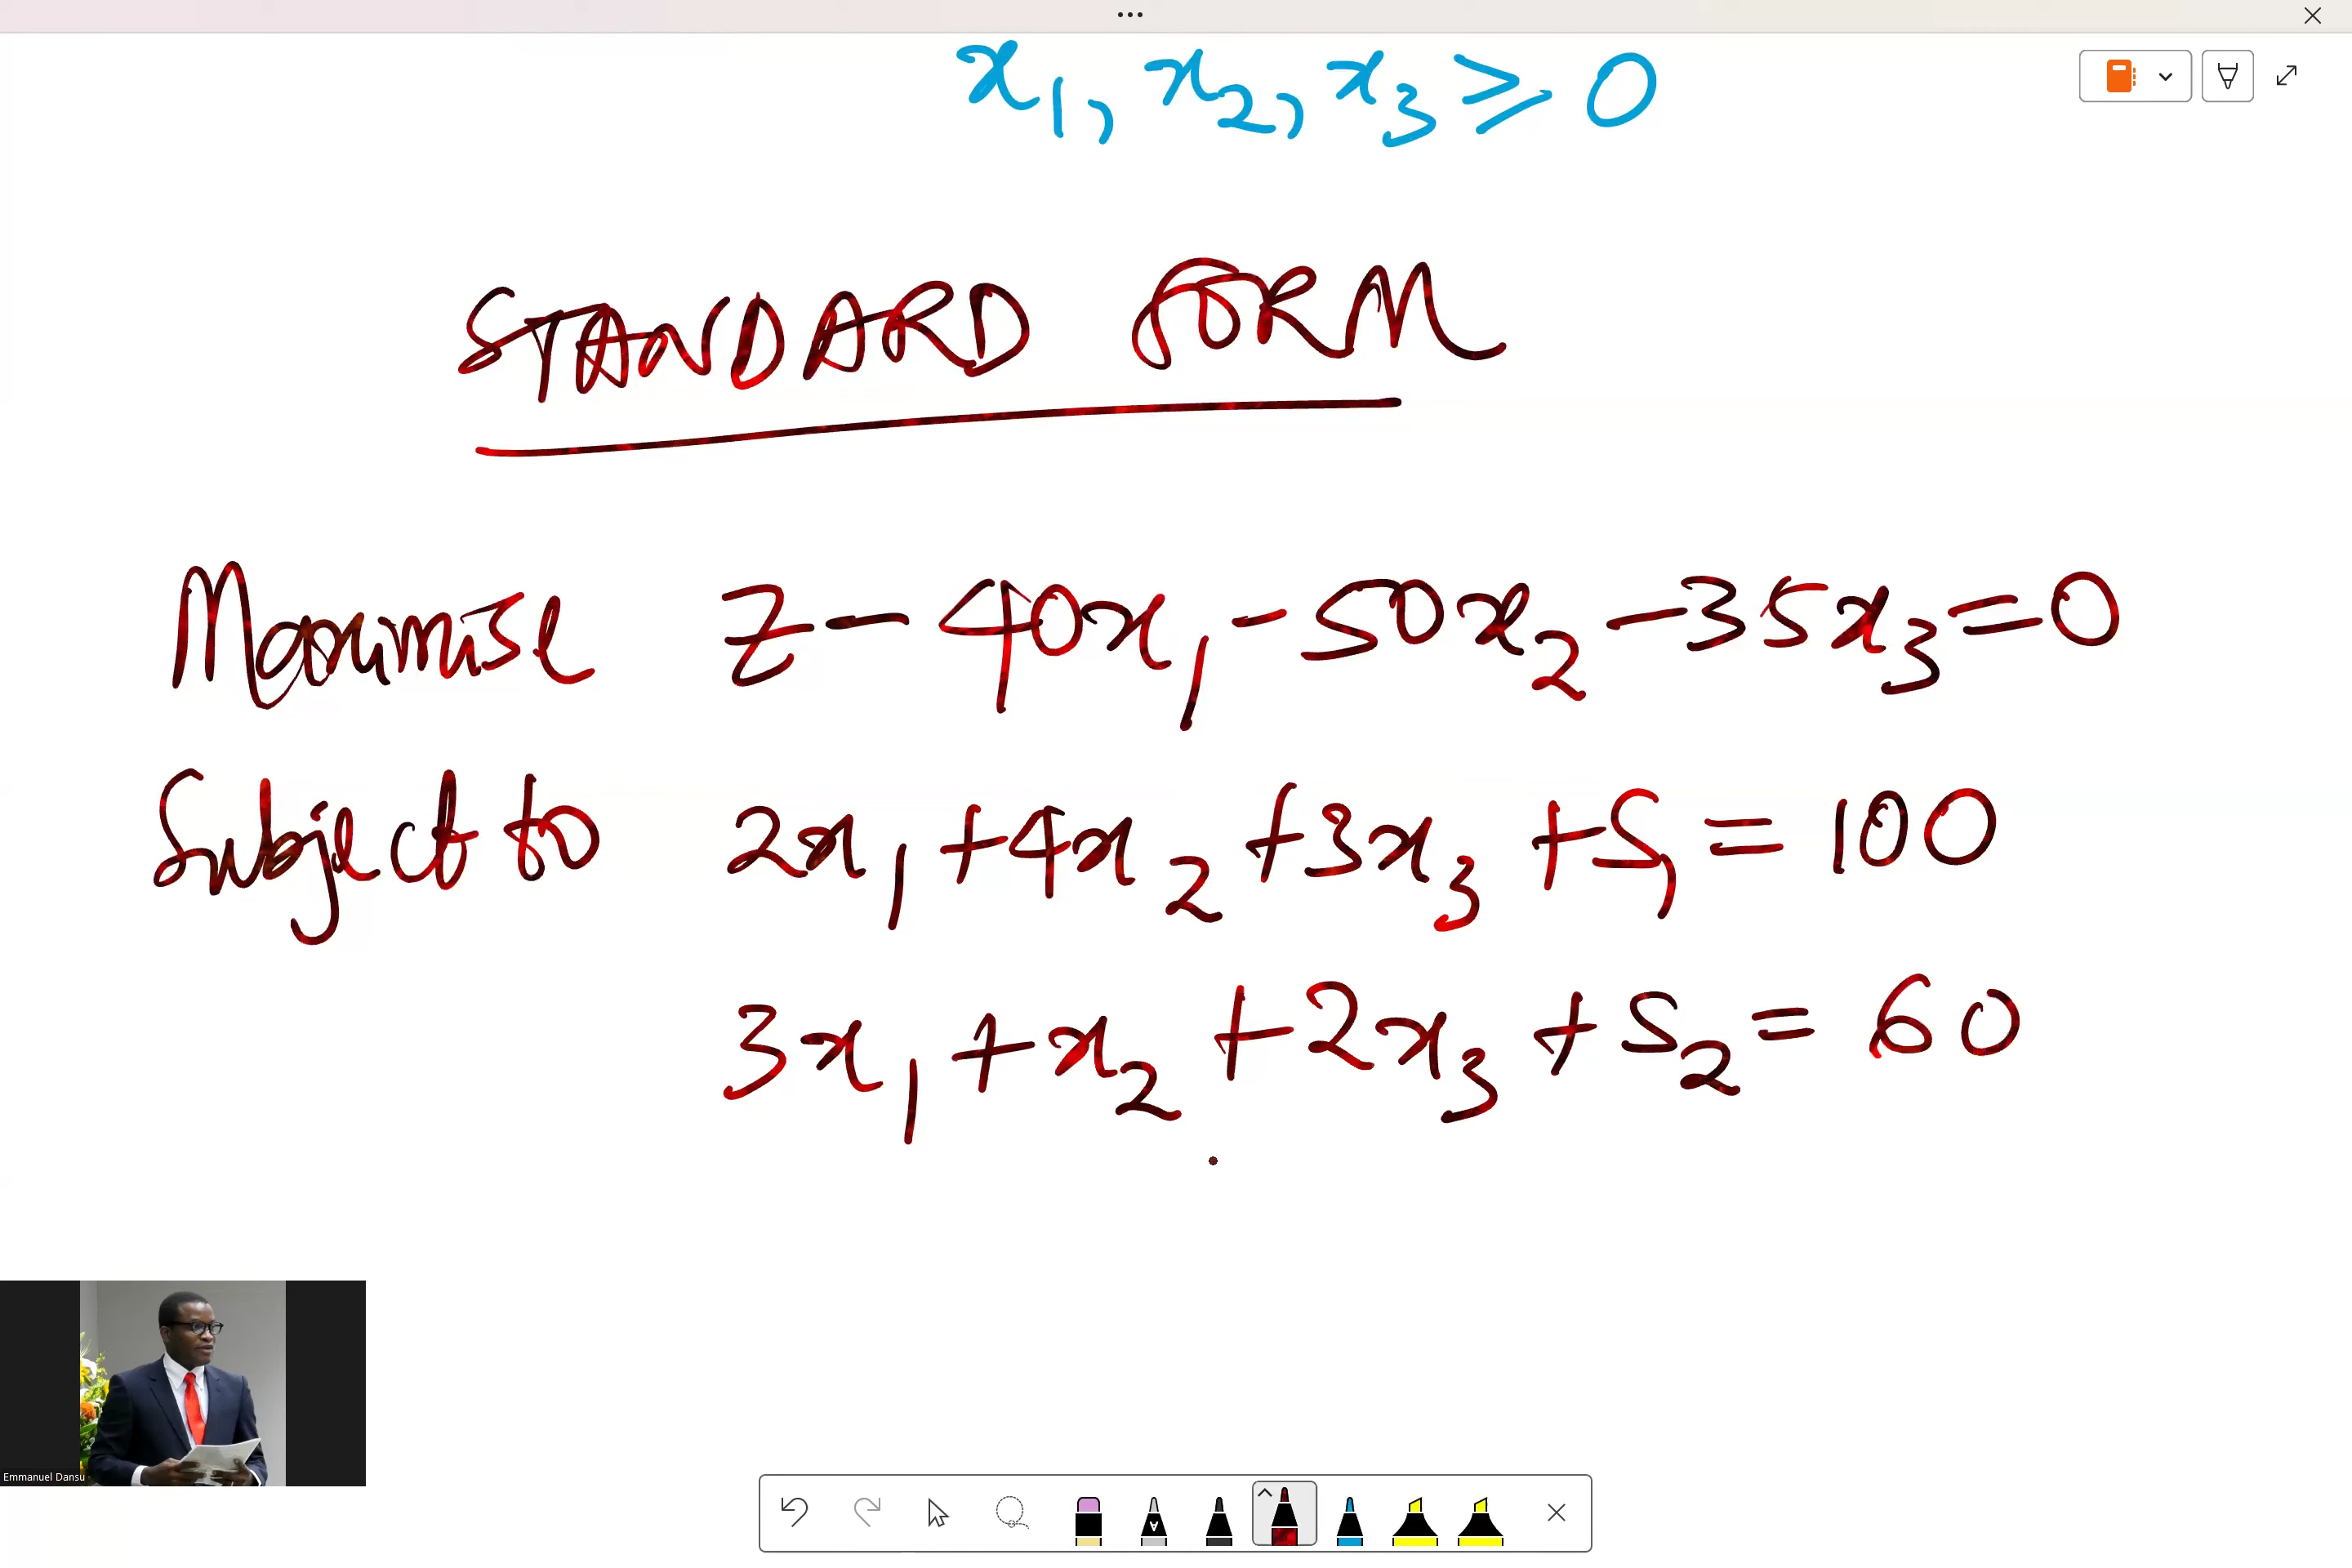 x₁, x₂, x₃ ≥ 0
STANDARD FORM
Maximise z - 40x₁ - 50x₂ - 35x₃ = 0
Subject to 2x₁ + 4x₂ + 3x₃ + S₁ = 100
3x₁ + x₂ + 2x₃ + S₂ = 60
Emmanuel Dansu